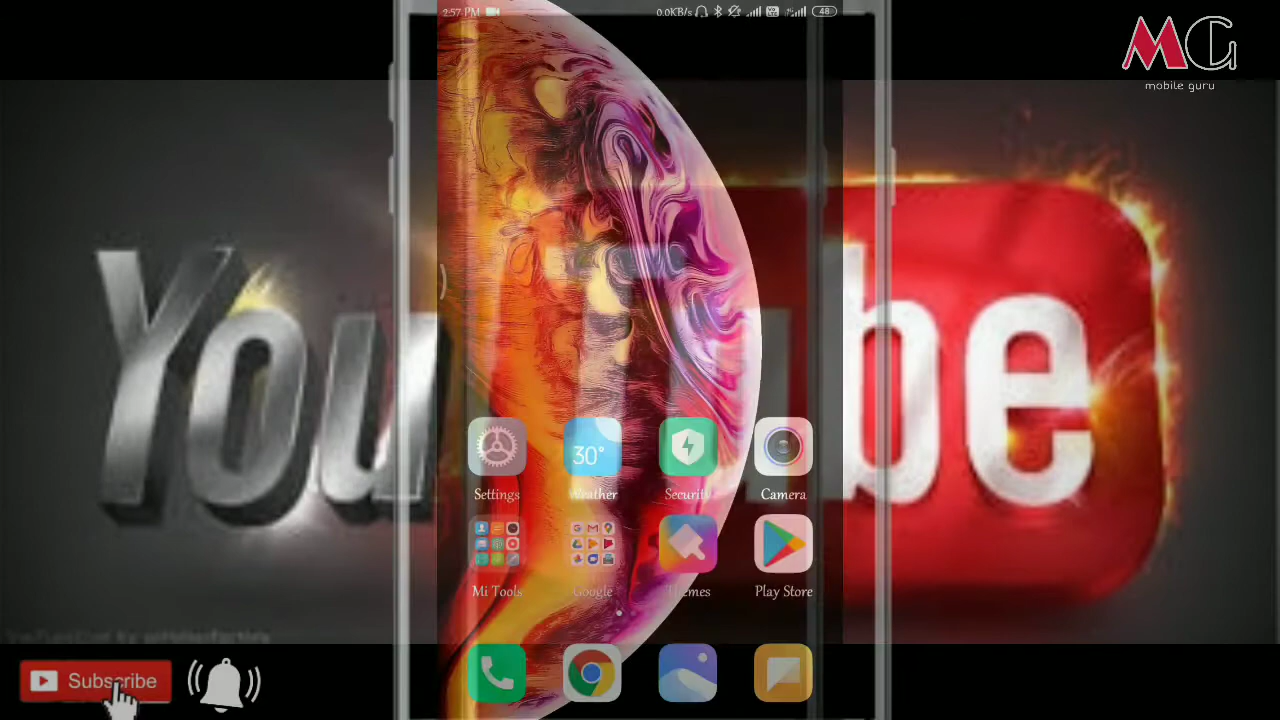 2:57 PM
0.0KB/s
48
MG
mobile guru
You
be
30°
Settings
Weather
Security
Camera
Mi Tools
Google
Themes
Play Store
Subscribe